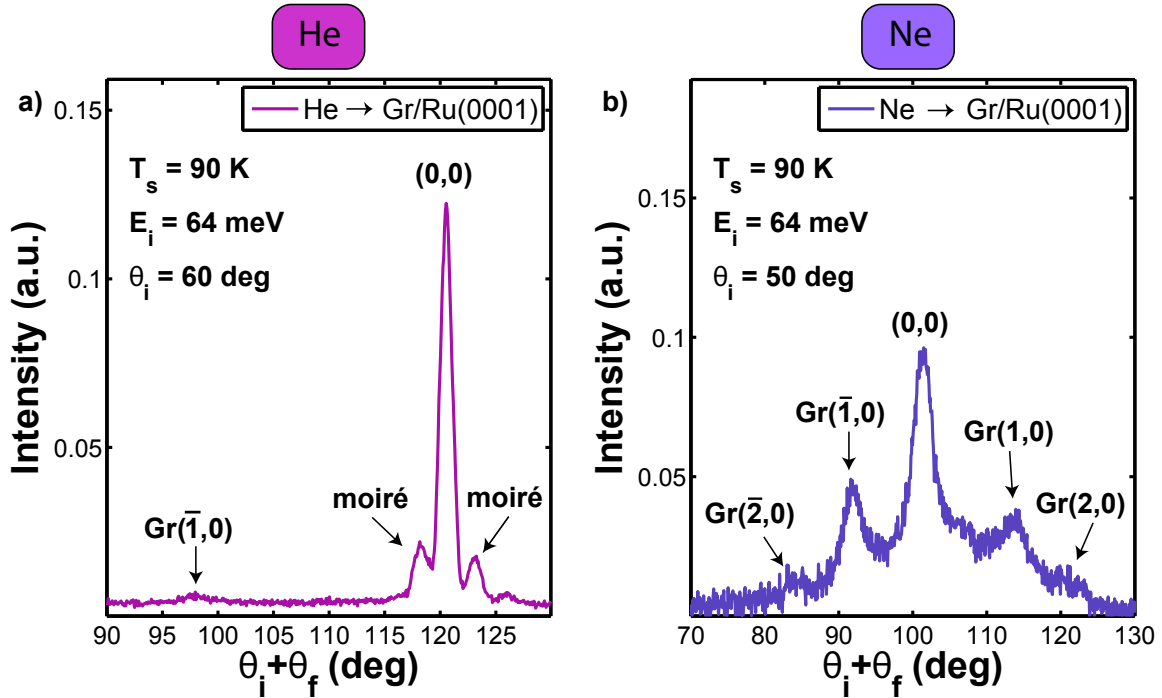 He
a)
He → Gr/Ru(0001)
T_s = 90 K
E_i = 64 meV
θ_i = 60 deg
(0,0)
moiré
moiré
Gr(1̅,0)
0.15
0.1
0.05
90 95 100 105 110 115 120 125
Intensity (a.u.)
θ_i+θ_f (deg)
Ne
b)
Ne → Gr/Ru(0001)
T_s = 90 K
E_i = 64 meV
θ_i = 50 deg
(0,0)
Gr(1̅,0)
Gr(1,0)
Gr(2̅,0)
Gr(2,0)
0.15
0.1
0.05
70 80 90 100 110 120 130
Intensity (a.u.)
θ_i+θ_f (deg)